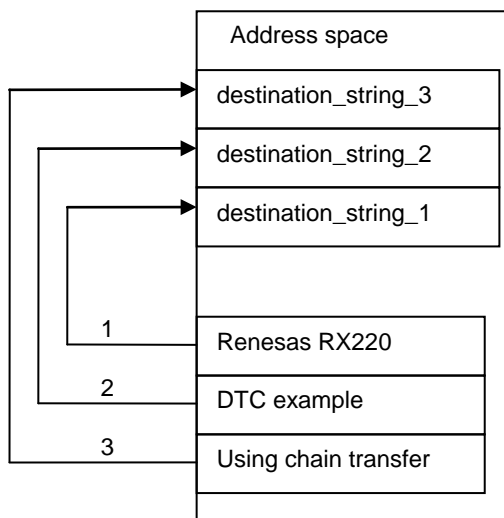 Address space
destination_string_3
destination_string_2
destination_string_1
1
Renesas RX220
2
DTC example
3
Using chain transfer